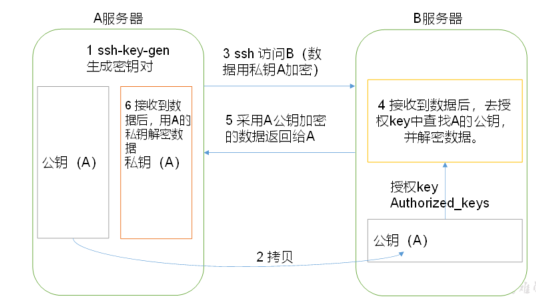 A服务器
B服务器
1 ssh-key-gen
生成密钥对
3 ssh 访问B（数
据用私钥A加密）
公钥（A）
6 接收到数
据后，用A的
私钥解密数
据
私钥（A）
5 采用A公钥加密
的数据返回给A
4 接收到数据后，去授
权key中查找A的公钥，
并解密数据。
授权key
Authorized_keys
公钥（A）
2 拷贝